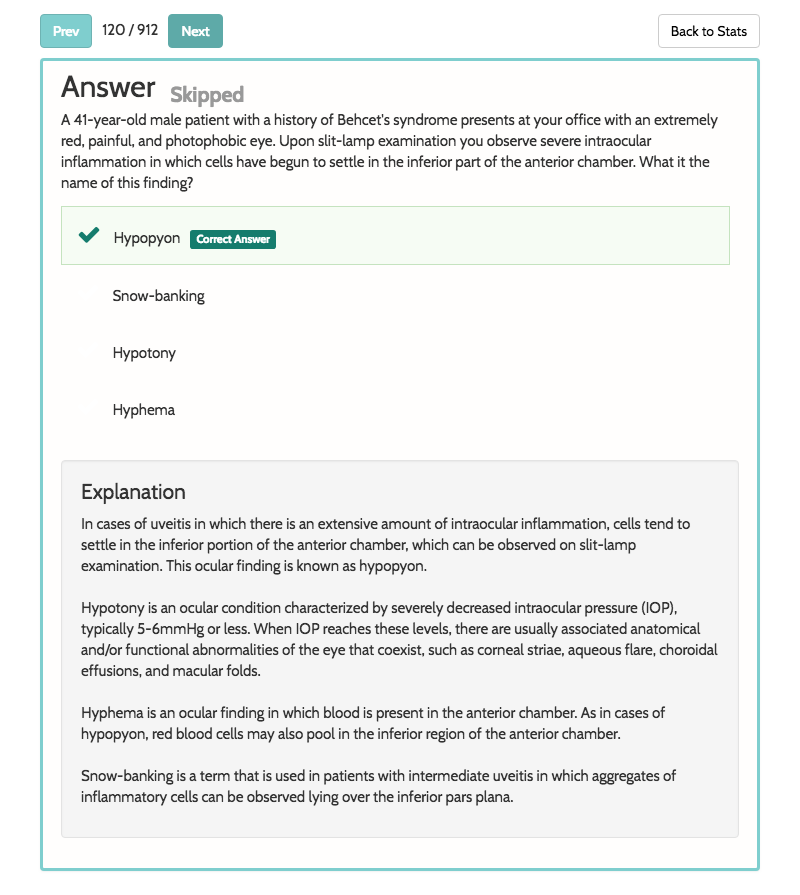 Prev 120 / 912 Next Back to Stats
Answer Skipped
A 41-year-old male patient with a history of Behcet's syndrome presents at your office with an extremely
red, painful, and photophobic eye. Upon slit-lamp examination you observe severe intraocular
inflammation in which cells have begun to settle in the inferior part of the anterior chamber. What it the
name of this finding?
Hypopyon Correct Answer
Snow-banking
Hypotony
Hyphema
Explanation
In cases of uveitis in which there is an extensive amount of intraocular inflammation, cells tend to
settle in the inferior portion of the anterior chamber, which can be observed on slit-lamp
examination. This ocular finding is known as hypopyon.
Hypotony is an ocular condition characterized by severely decreased intraocular pressure (IOP),
typically 5-6mmHg or less. When IOP reaches these levels, there are usually associated anatomical
and/or functional abnormalities of the eye that coexist, such as corneal striae, aqueous flare, choroidal
effusions, and macular folds.
Hyphema is an ocular finding in which blood is present in the anterior chamber. As in cases of
hypopyon, red blood cells may also pool in the inferior region of the anterior chamber.
Snow-banking is a term that is used in patients with intermediate uveitis in which aggregates of
inflammatory cells can be observed lying over the inferior pars plana.